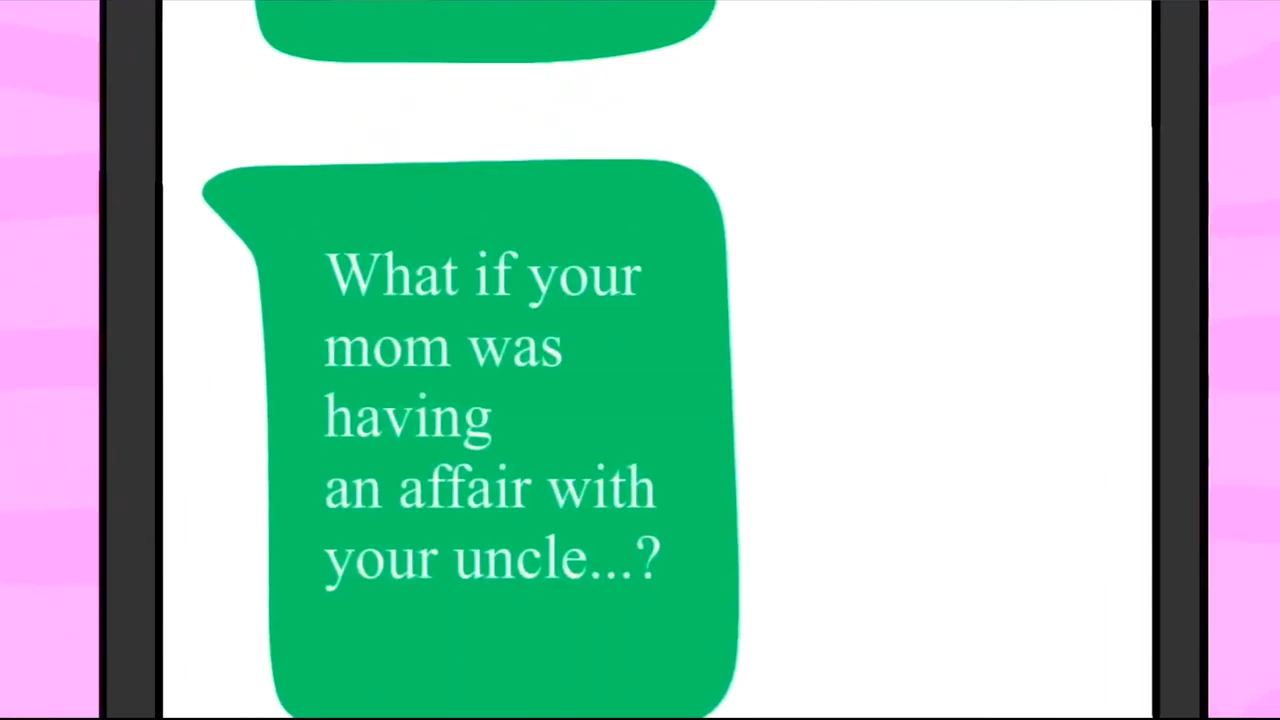 What if your
mom was
having
an affair with
your uncle...?